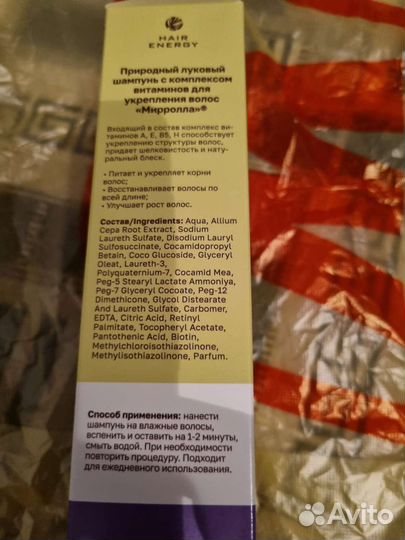 HAIR
ENERGY
Природный луковый
шампунь с комплексом
витаминов для
укрепления волос
«Мирролла»®
Входящий в состав комплекс ви-
таминов А, Е, В5, Н способствует
укреплению структуры волос,
придает шелковистость и нату-
ральный блеск.
• Питает и укрепляет корни
волос;
• Восстанавливает волосы по
всей длине;
• Улучшает рост волос.
Состав/Ingredients: Aqua, Allium
Cepa Root Extract, Sodium
Laureth Sulfate, Disodium Lauryl
Sulfosuccinate, Cocamidopropyl
Betain, Coco Glucoside, Glyceryl
Oleat, Laureth-3,
Polyquaternium-7, Cocamid Mea,
Peg-5 Stearyl Lactate Ammoniya,
Peg-7 Glyceryl Cocoate, Peg-12
Dimethicone, Glycol Distearate
And Laureth Sulfate, Carbomer,
EDTA, Citric Acid, Retinyl
Palmitate, Tocopheryl Acetate,
Pantothenic Acid, Biotin,
Methylchloroisothiazolinone,
Methylisothiazolinone, Parfum.
Способ применения: нанести
шампунь на влажные волосы,
вспенить и оставить на 1-2 минуты,
смыть водой. При необходимости
повторить процедуру. Подходит
для ежедневного использования.
Avito